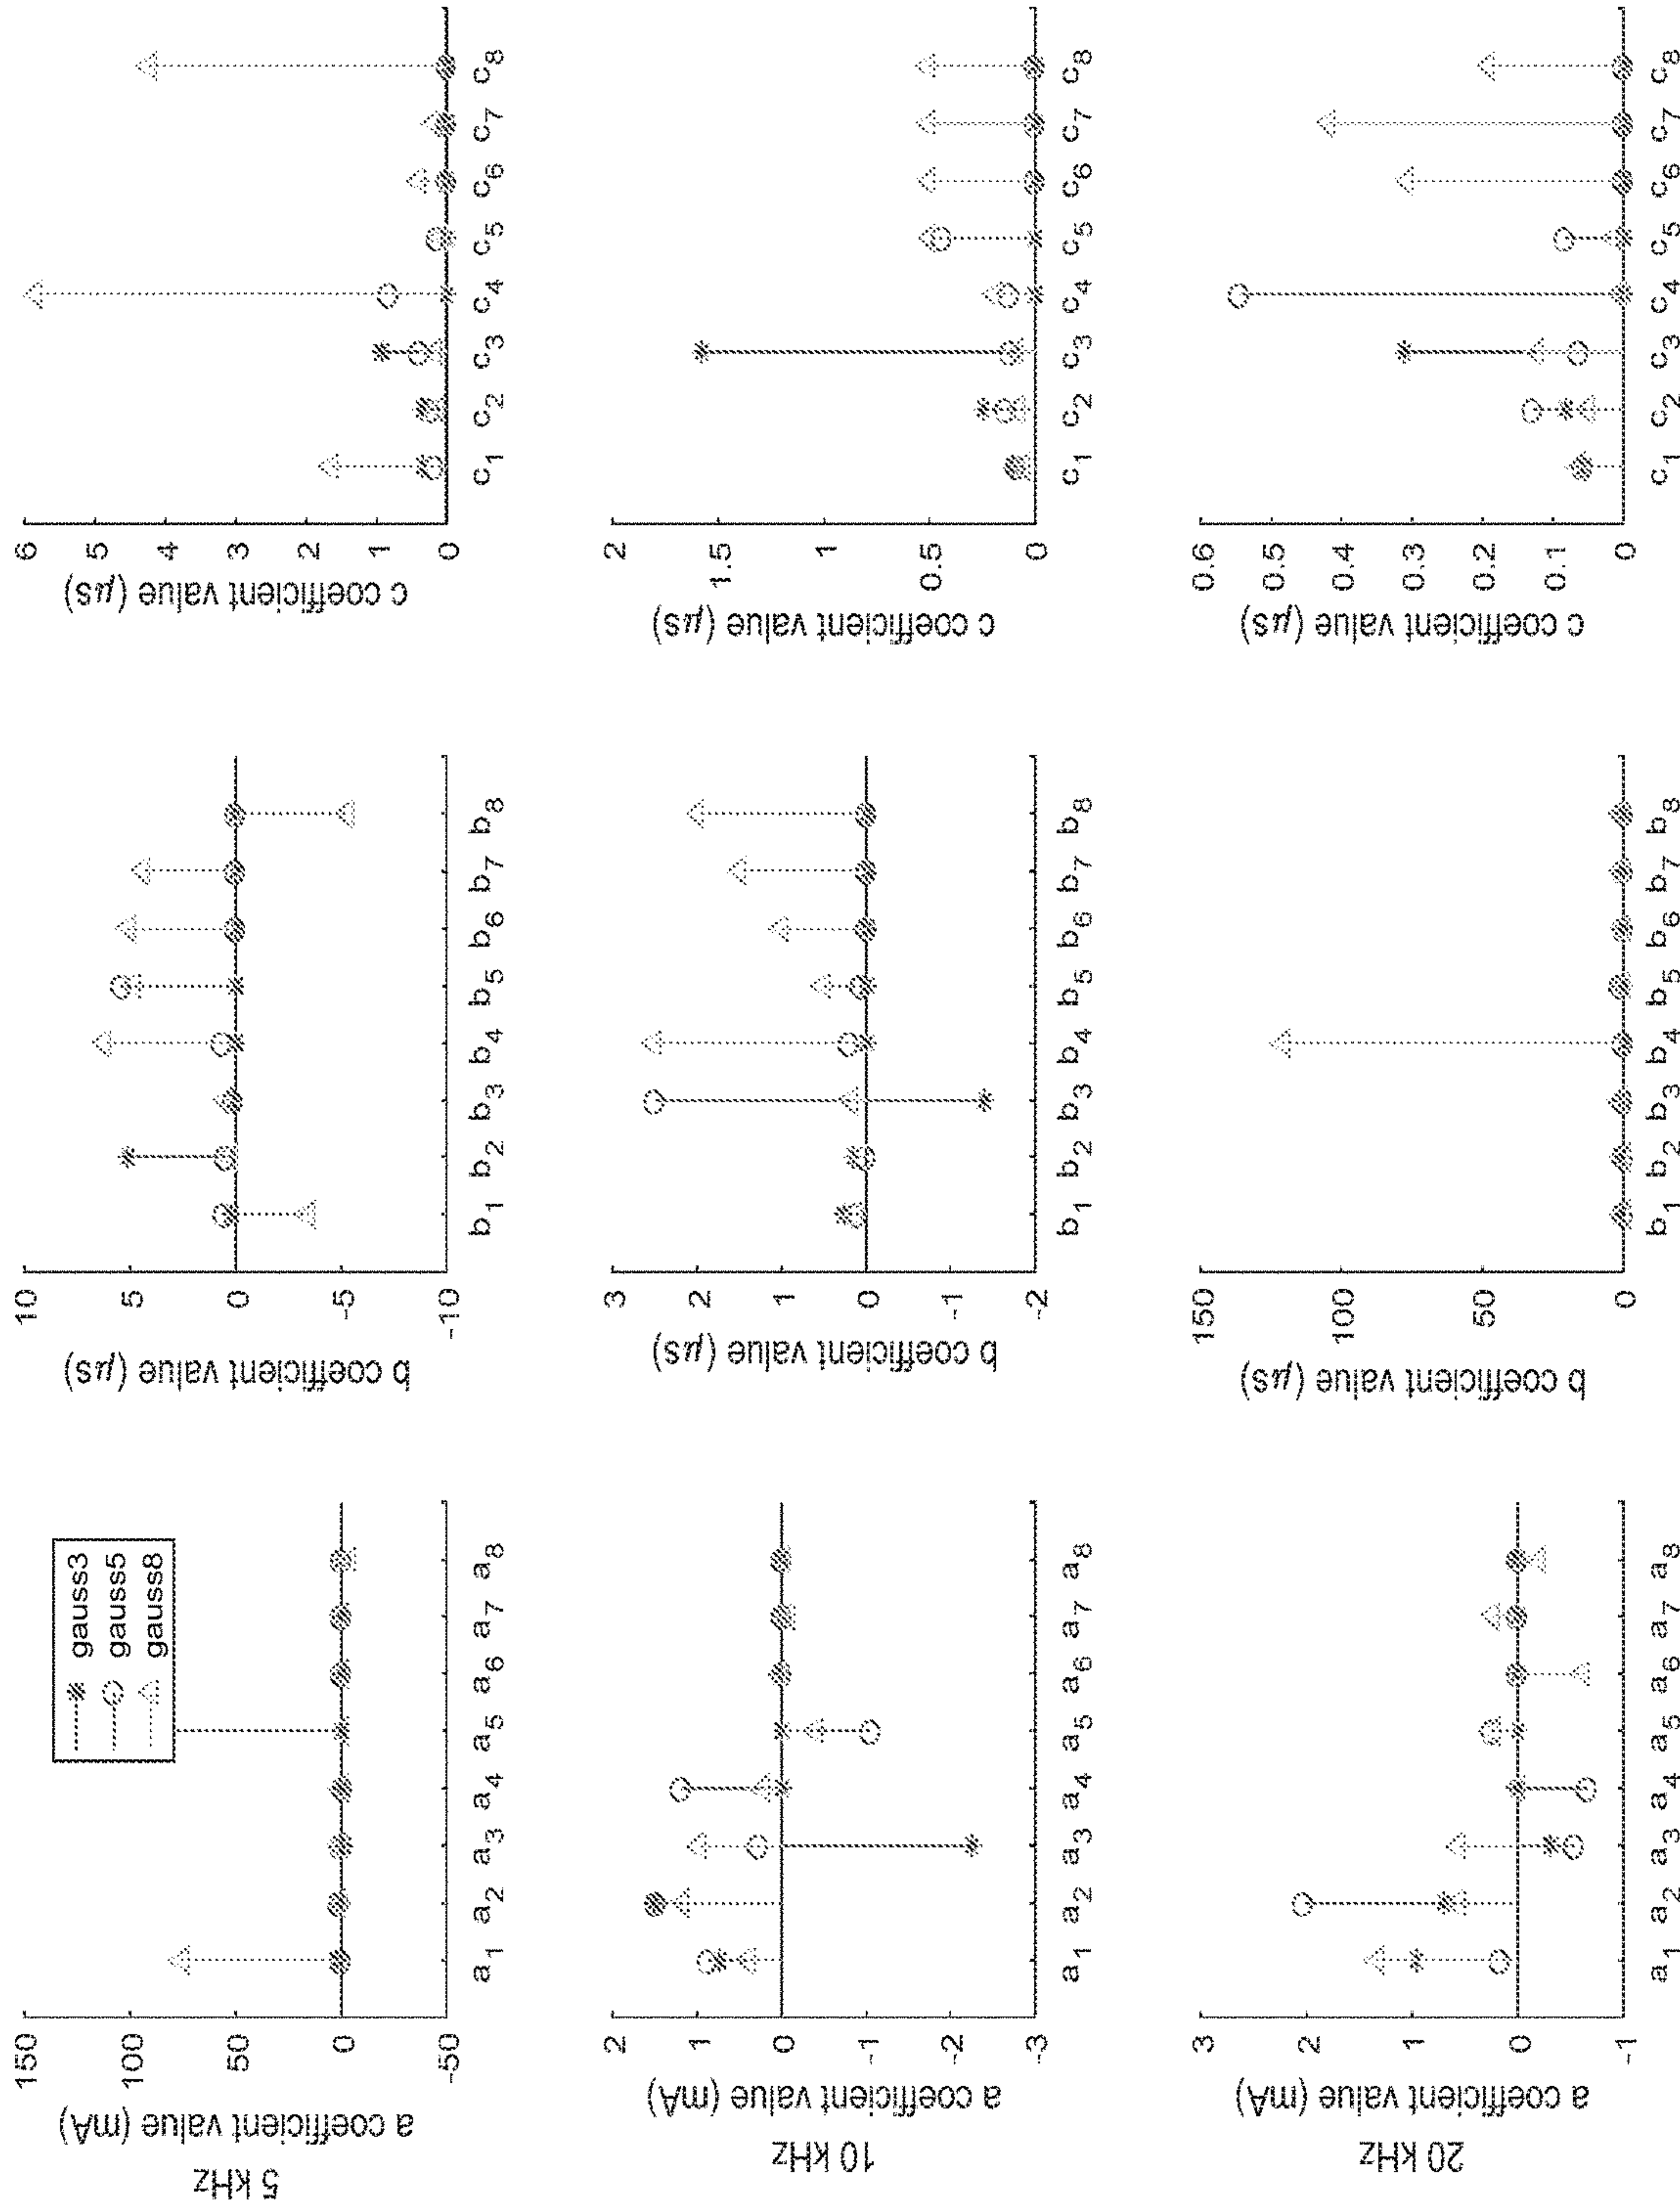 5 kHz
a coefficient value (mA)
150
100
50
0
-50
gauss3
gauss5
gauss8
a1 a2 a3 a4 a5 a6 a7 a8
b coefficient value (μs)
10
5
0
-5
-10
b1 b2 b3 b4 b5 b6 b7 b8
c coefficient value (μs)
6
5
4
3
2
1
0
c1 c2 c3 c4 c5 c6 c7 c8
10 kHz
a coefficient value (mA)
2
1
0
-1
-2
-3
a1 a2 a3 a4 a5 a6 a7 a8
b coefficient value (μs)
3
2
1
0
-1
-2
b1 b2 b3 b4 b5 b6 b7 b8
c coefficient value (μs)
2
1.5
1
0.5
0
c1 c2 c3 c4 c5 c6 c7 c8
20 kHz
a coefficient value (mA)
3
2
1
0
-1
a1 a2 a3 a4 a5 a6 a7 a8
b coefficient value (μs)
150
100
50
0
b1 b2 b3 b4 b5 b6 b7 b8
c coefficient value (μs)
0.6
0.5
0.4
0.3
0.2
0.1
0
c1 c2 c3 c4 c5 c6 c7 c8